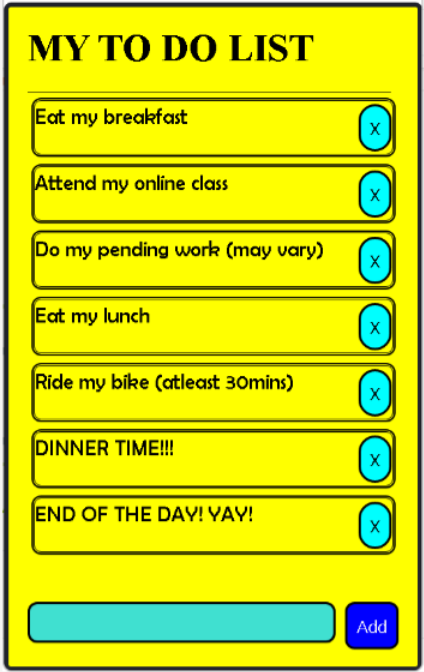 MY TO DO LIST
Eat my breakfast
X
Attend my online class
X
Do my pending work (may vary)
X
Eat my lunch
X
Ride my bike (atleast 30mins)
X
DINNER TIME!!!
X
END OF THE DAY! YAY!
X
Add